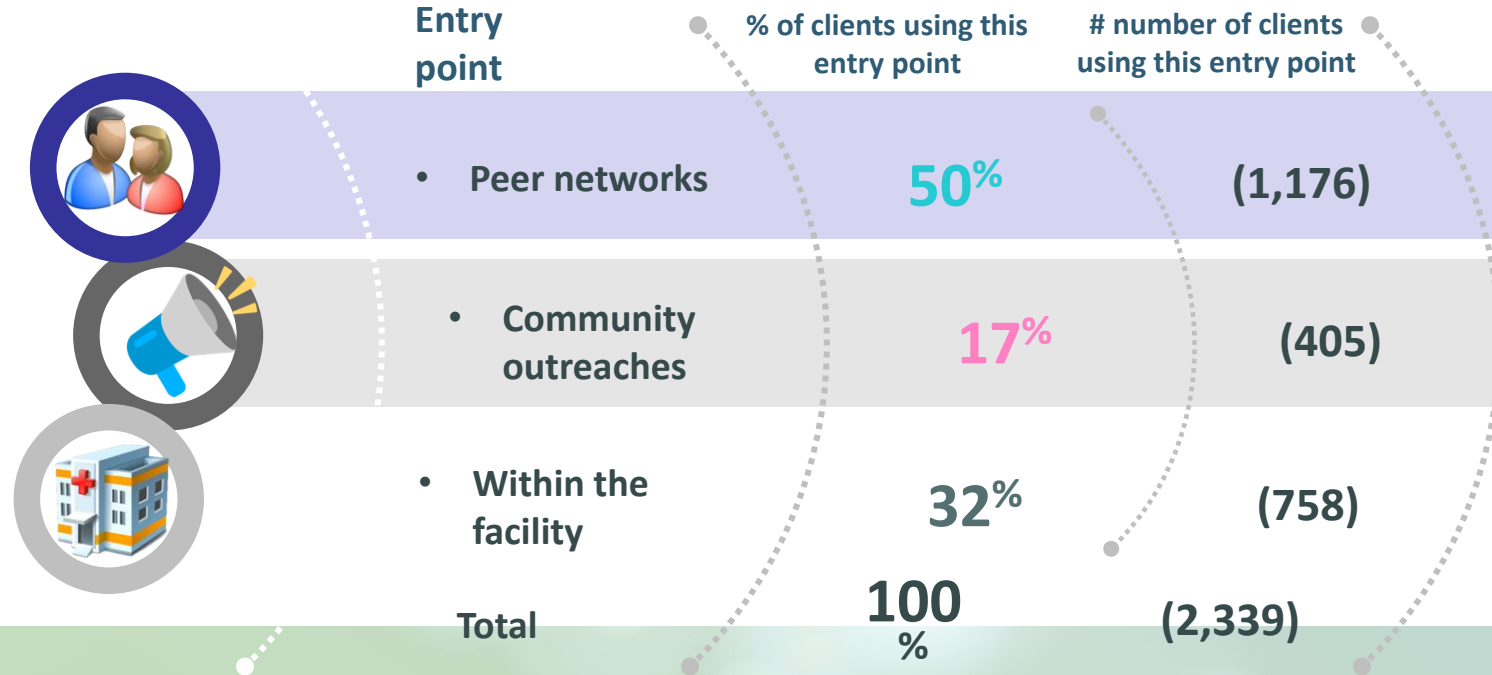 Entry
point
% of clients using this
entry point
# number of clients
using this entry point
• Peer networks
50%
(1,176)
• Community
outreaches
17%
(405)
• Within the
facility
32%
(758)
Total
100
%
(2,339)